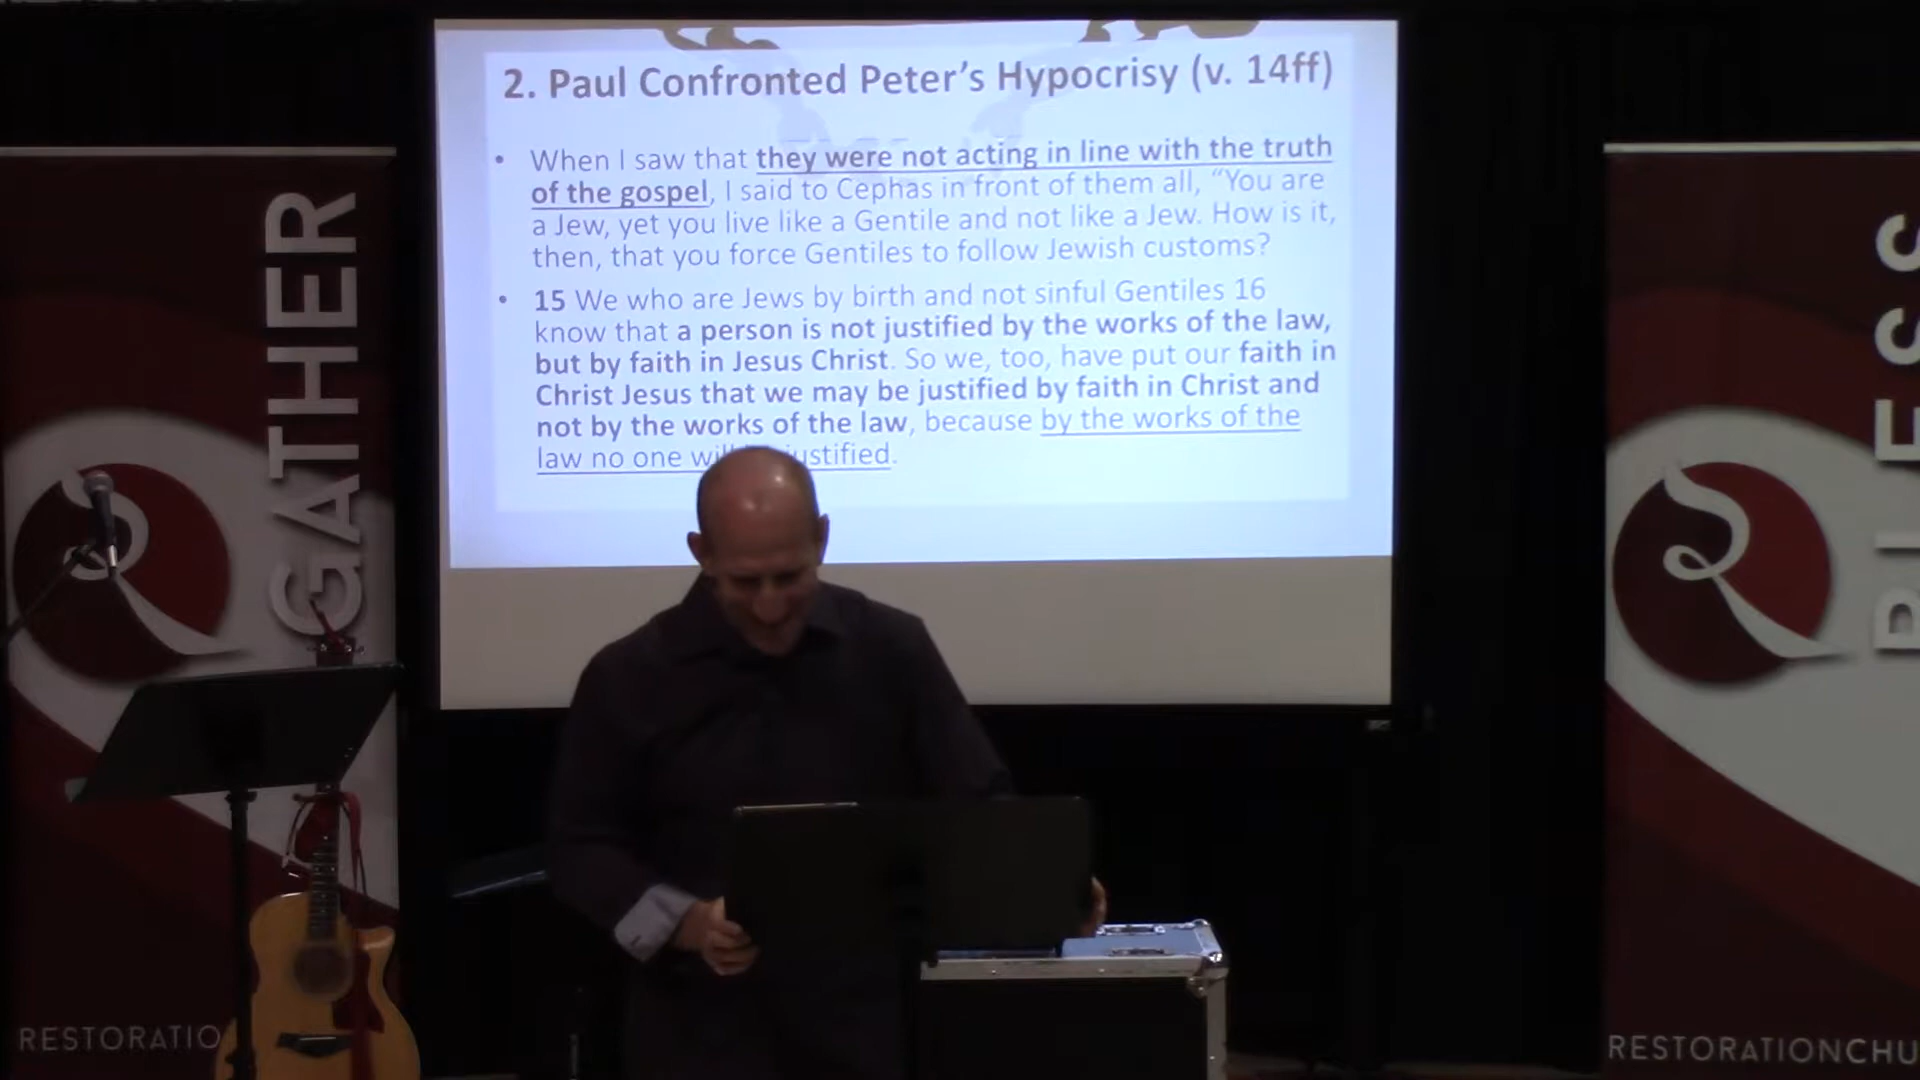 2. Paul Confronted Peter's Hypocrisy (v. 14ff)
• When I saw that they were not acting in line with the truth
of the gospel, I said to Cephas in front of them all, "You are
a Jew, yet you live like a Gentile and not like a Jew. How is it,
then, that you force Gentiles to follow Jewish customs?
• 15 We who are Jews by birth and not sinful Gentiles 16
know that a person is not justified by the works of the law,
but by faith in Jesus Christ. So we, too, have put our faith in
Christ Jesus that we may be justified by faith in Christ and
not by the works of the law, because by the works of the
law no one will ustified.
GATHER
RESTORATIO
BLESS
RESTORATIONCHU